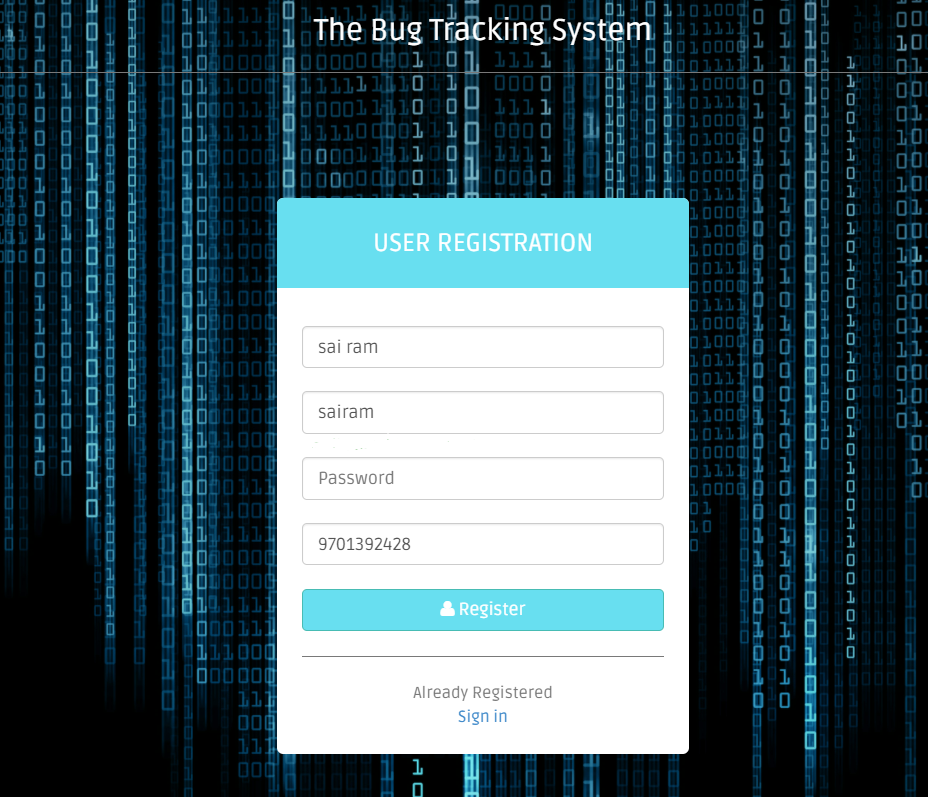 The Bug Tracking System
USER REGISTRATION
sai ram
sairam
Password
9701392428
Register
Already Registered
Sign in